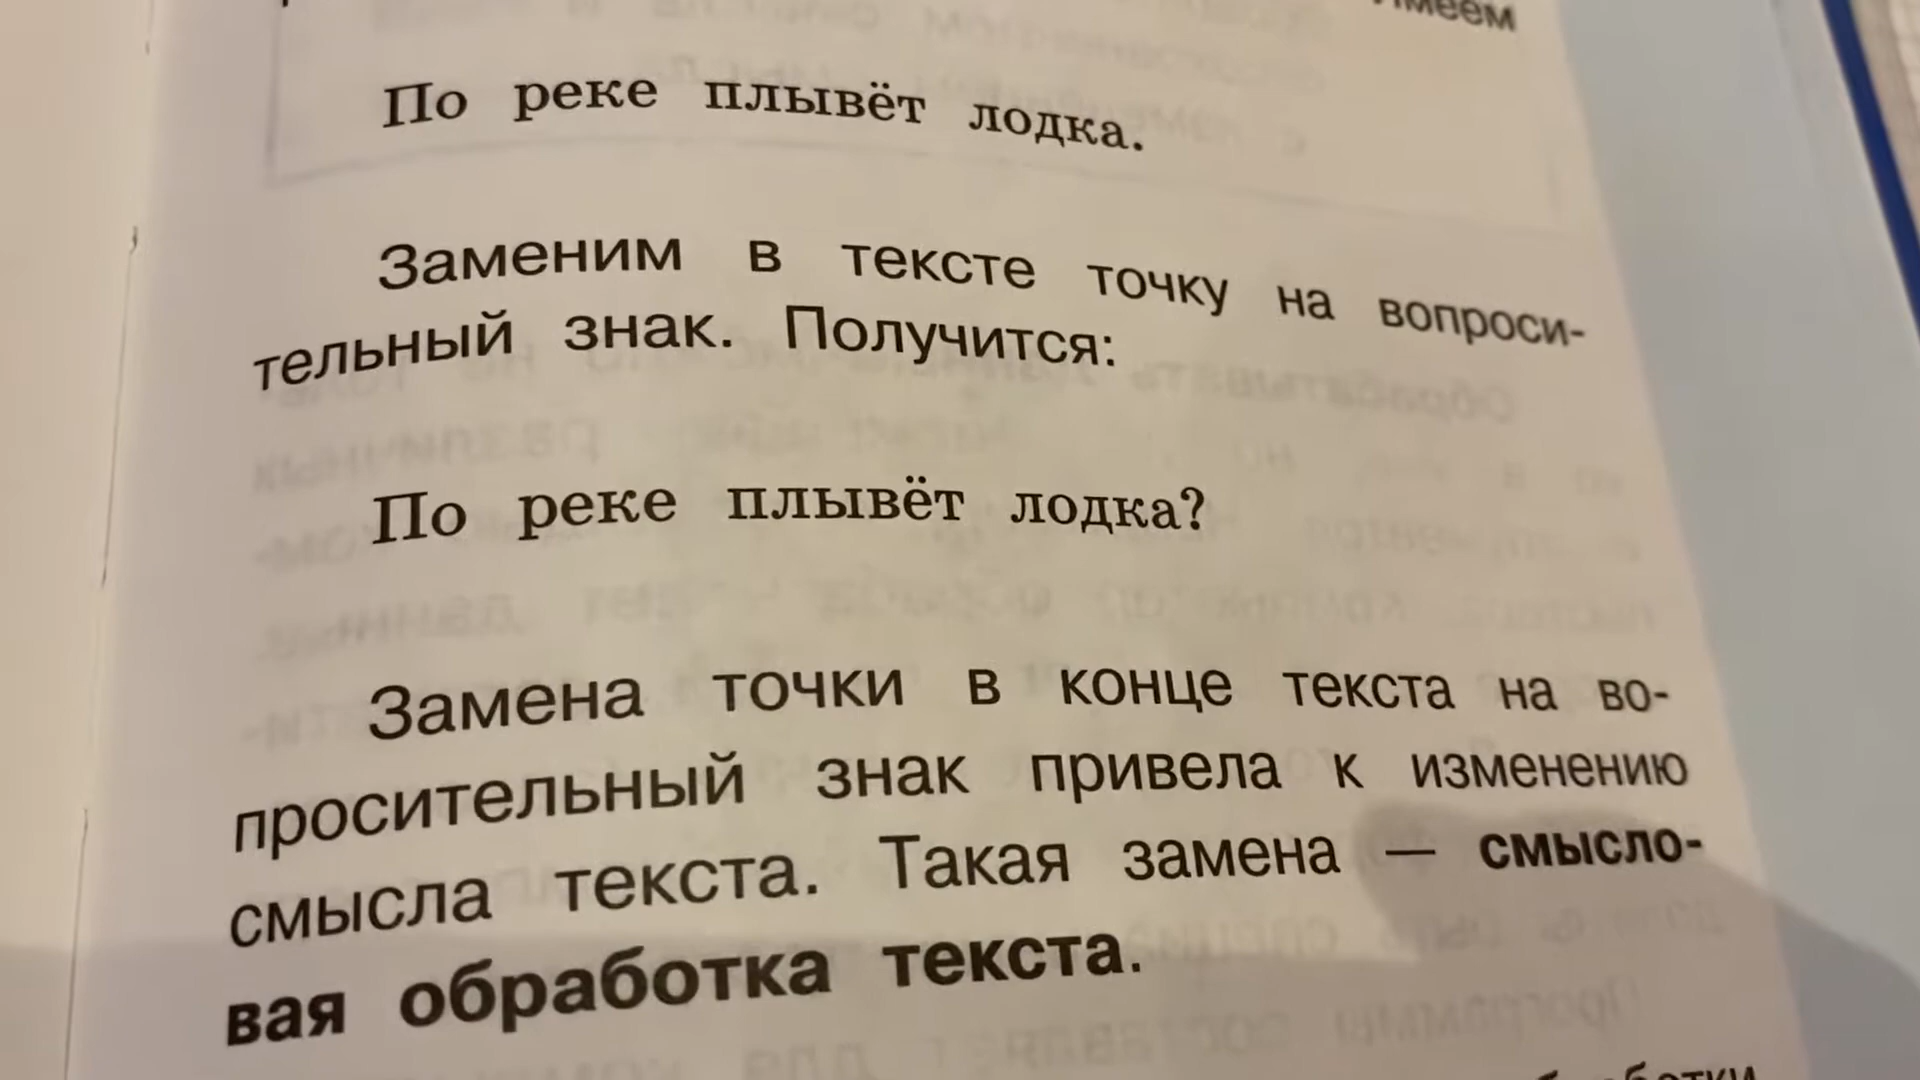 имеем
По реке плывёт лодка.
Заменим в тексте точку на вопроси-
тельный знак. Получится:
По реке плывёт лодка?
Замена точки в конце текста на во-
просительный знак привела к изменению
смысла текста. Такая замена — смысло-
вая обработка текста.